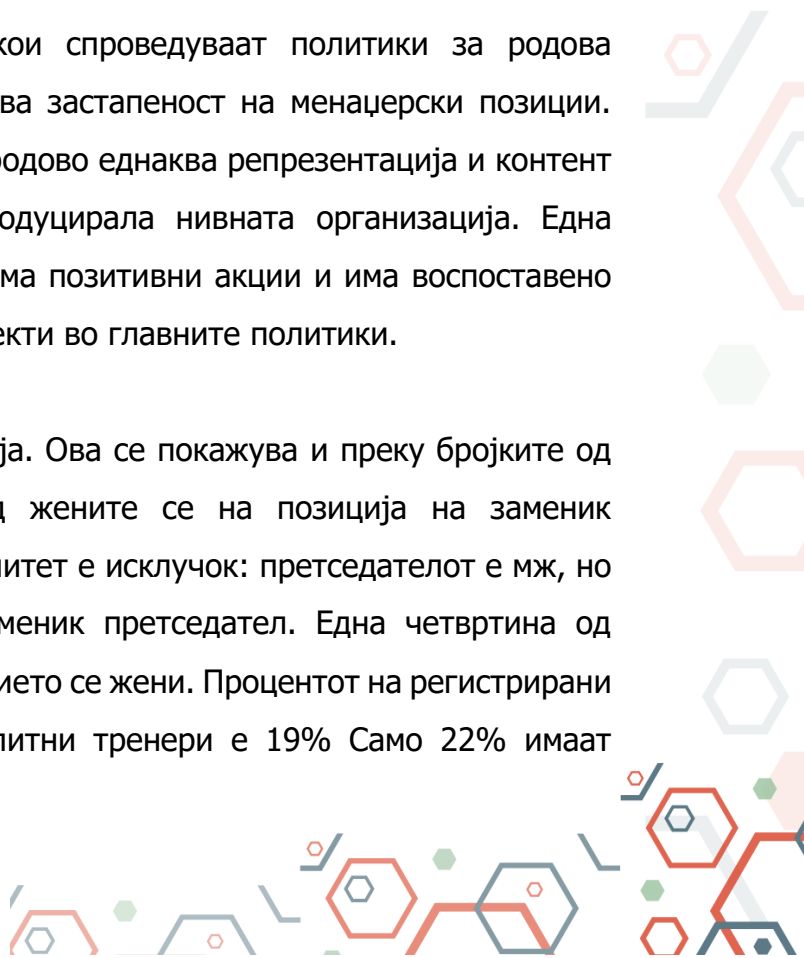 кои спроведуваат политики за родова
ва застапеност на менаџерски позиции.
родово еднаква репрезентација и контент
одуцирала нивната организација. Една
ма позитивни акции и има воспоставено
екти во главните политики.
ја. Ова се покажува и преку бројките од
д жените се на позиција на заменик
митет е исклучок: претседателот е мж, но
меник претседател. Една четвртина од
ието се жени. Процентот на регистрирани
литни тренери е 19% Само 22% имаат